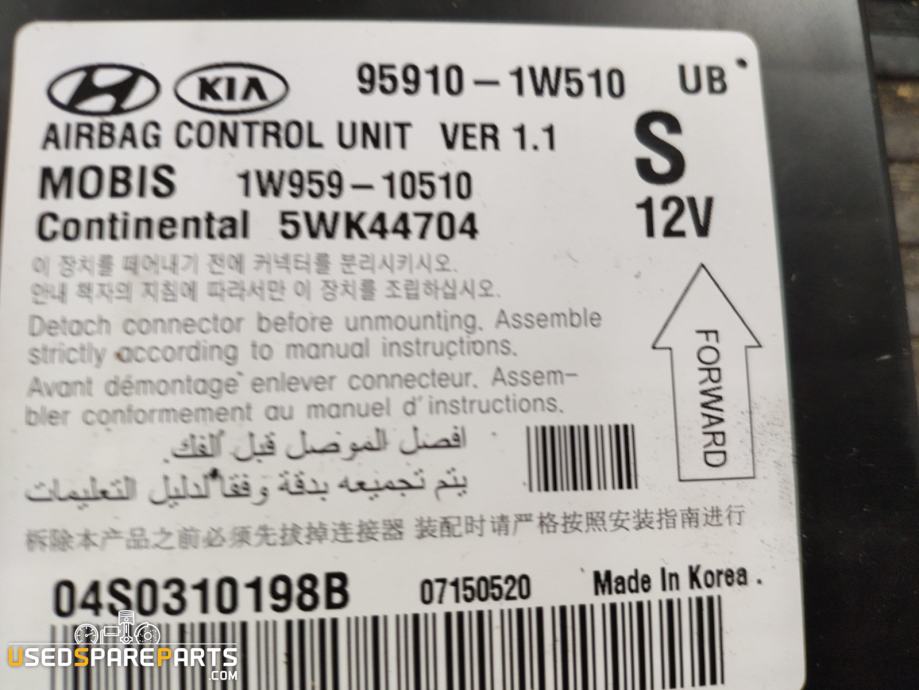 KIA 95910-1W510 UB
AIRBAG CONTROL UNIT VER 1.1
S
MOBIS 1W959-10510
Continental 5WK44704
12V
이 장치를 떼어내기 전에 커넥터를 분리시키시오.
안내 책자의 지침에 따라서만 이 장치를 조립하십시오.
Detach connector before unmounting. Assemble
strictly according to manual instructions.
Avant démontage enlever connecteur. Assem-
bler conformement au manuel d'instructions.
FORWARD
افصل الموصل قبل الفك.
يتم تجميعه بدقة وفقا لدليل التعليمات
拆除本产品之前必须先拔掉连接器 装配时请严格按照安装指南进行
04S0310198B 07150520 Made In Korea.
USEDSPAREPARTS
.COM